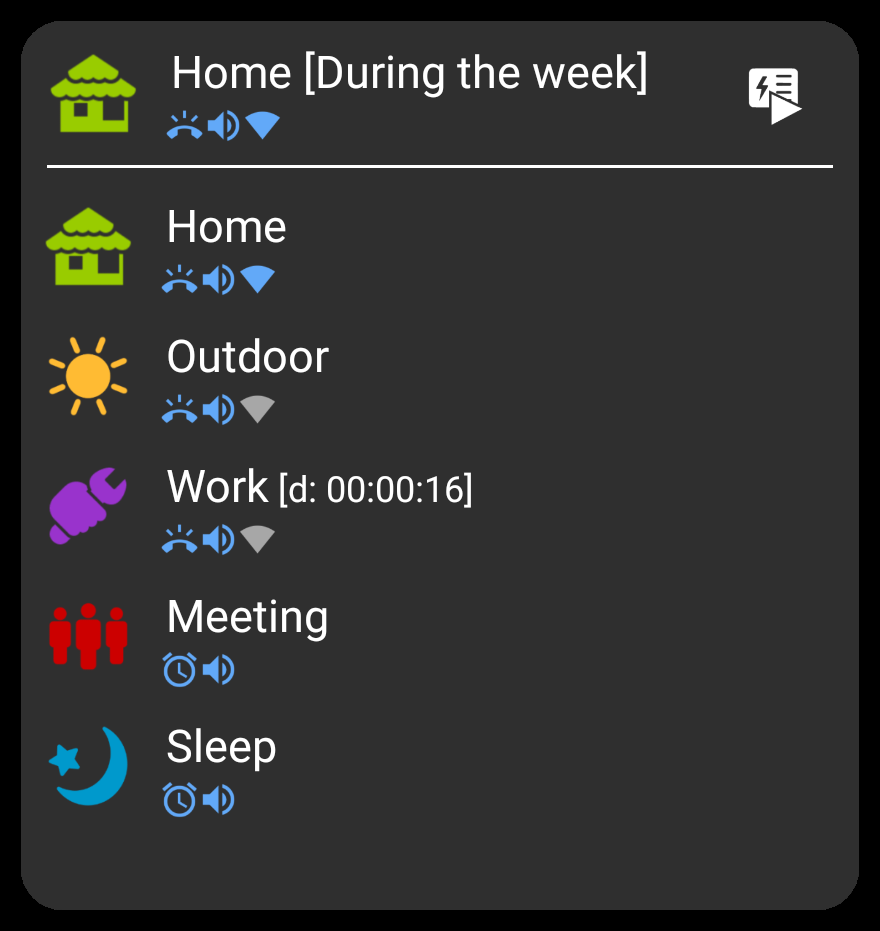 Home [During the week]
Home
Outdoor
Work [d: 00:00:16]
Meeting
Sleep